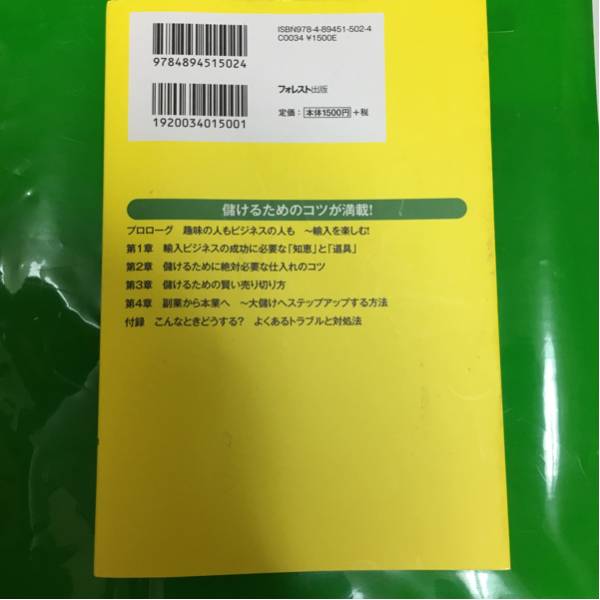 ISBN978-4-89451-502-4
C0034 ¥1500E
9784894515024
フォレスト出版
1920034015001
定価： 本体1500円 +税
儲けるためのコツが満載!
プロローグ 趣味の人もビジネスの人も ～輸入を楽しむ!
第1章 輸入ビジネスの成功に必要な「知恵」と「道具」
第2章 儲けるために絶対必要な仕入れのコツ
第3章 儲けるための賢い売り切り方
第4章 副業から本業へ ～大儲けへステップアップする方法
付録 こんなときどうする? よくあるトラブルと対処法